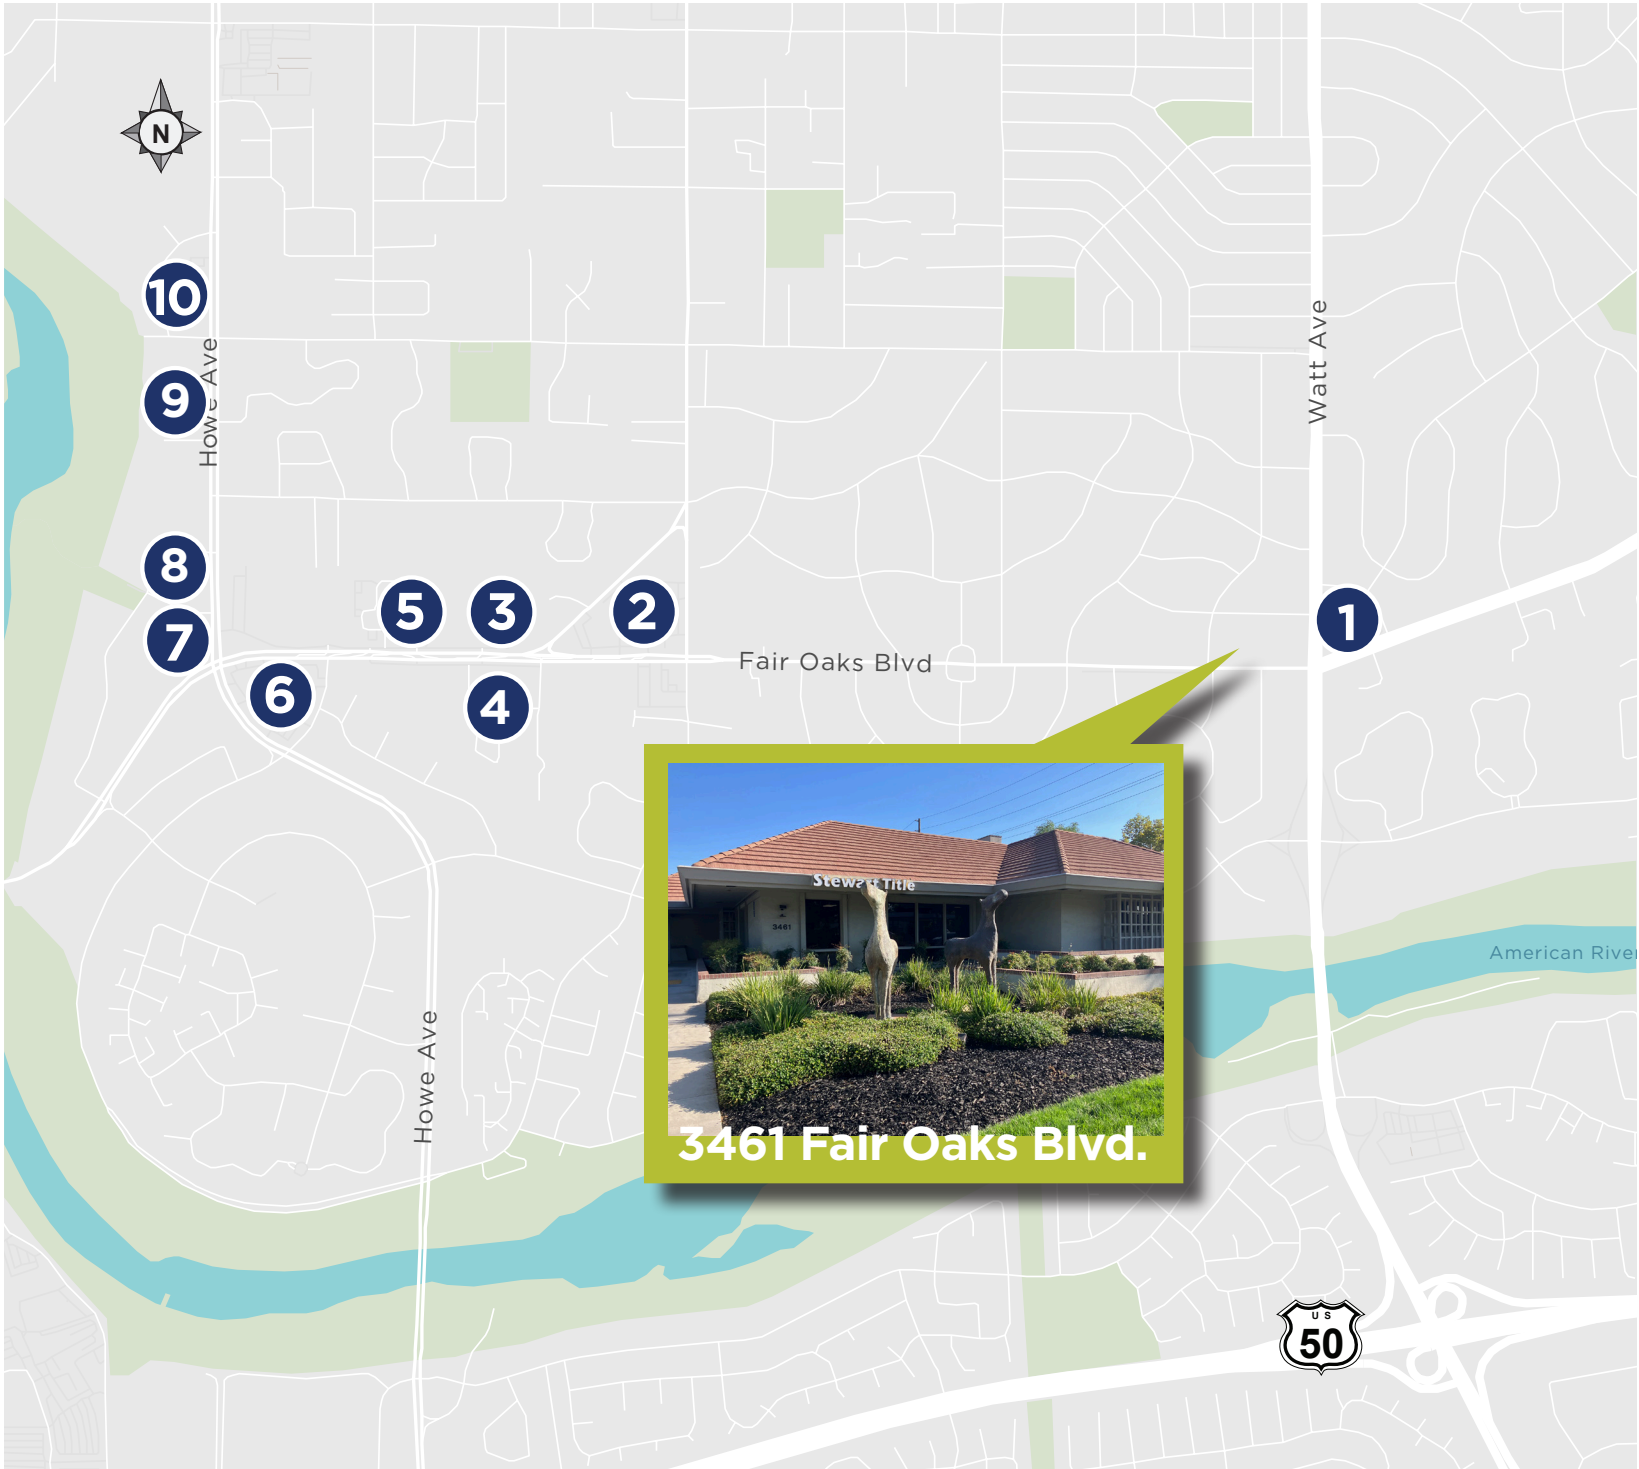 N
10
Howe Ave
9
Watt Ave
8
5
3
2
1
7
Fair Oaks Blvd
6
4
Stewart Title
3461
American River
3461 Fair Oaks Blvd.
Howe Ave
US
50